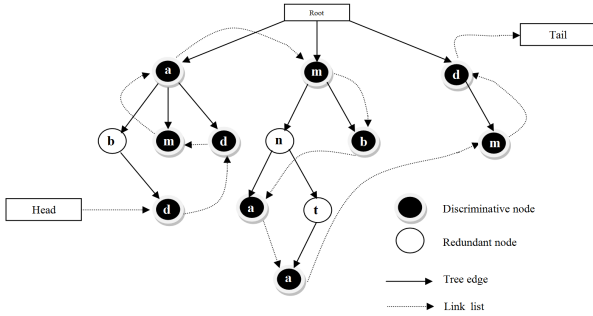 Root
Tail
a
m
d
b
m
d
n
b
m
Head
d
a
t
a
Discriminative node
Redundant node
Tree edge
Link list